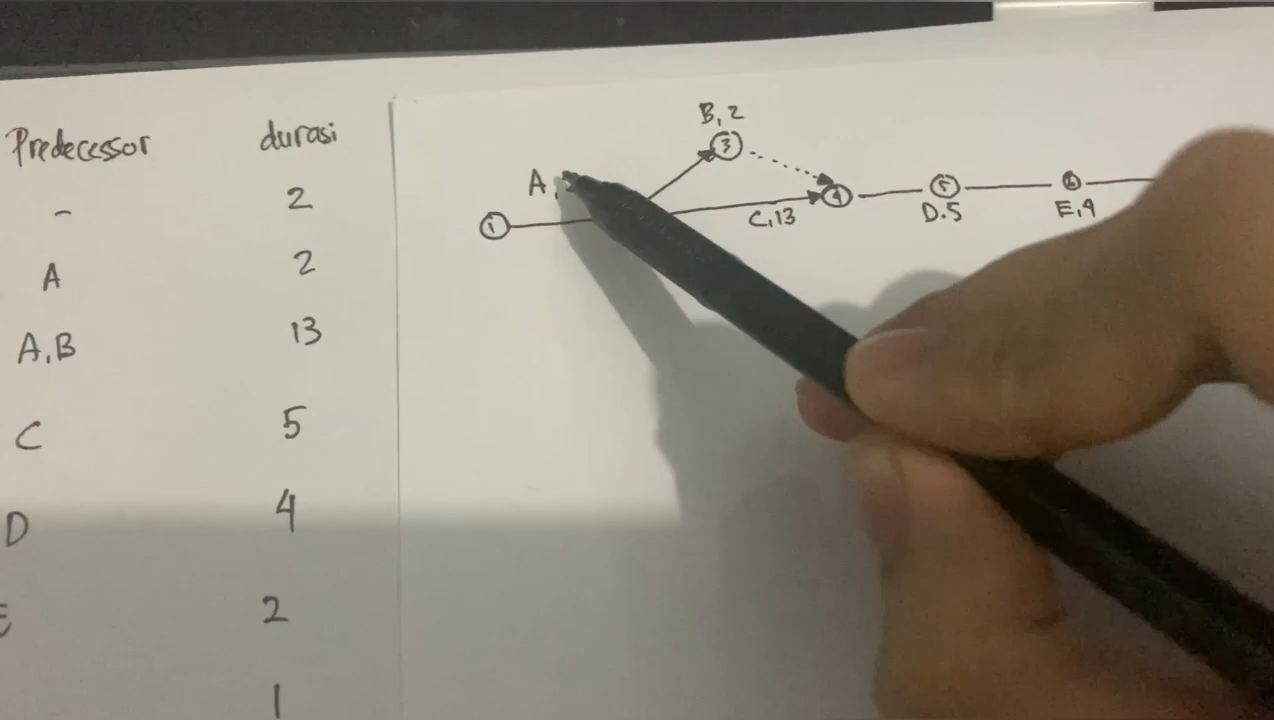 Predecessor durasi
- 2
A 2
A,B 13
C 5
D 4
E 2
1
B,2
3
A,
1
C,13
4
5
D.5
6
E,4